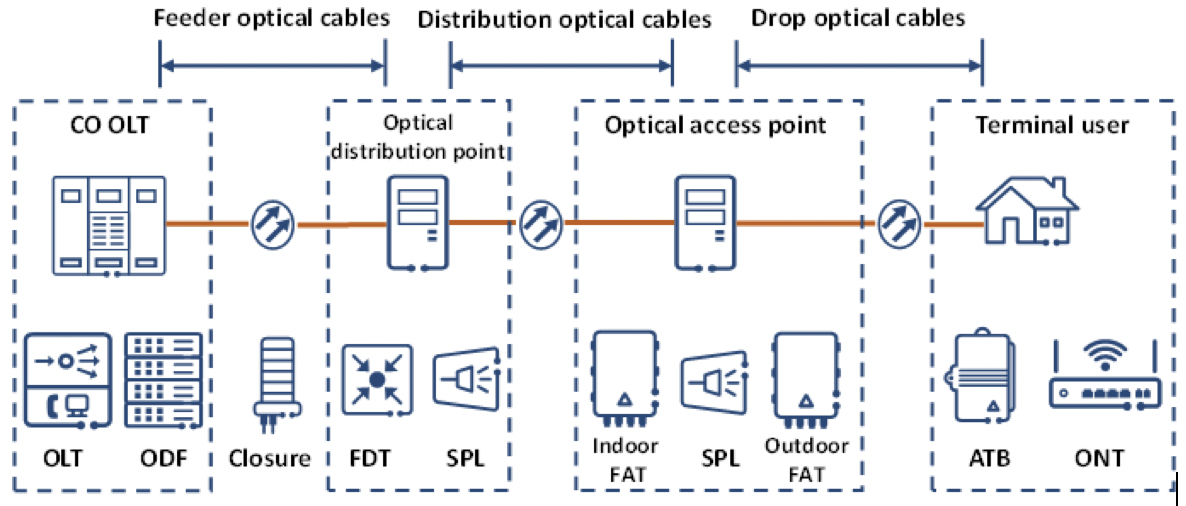 Feeder optical cables
Distribution optical cables
Drop optical cables
CO OLT
Optical
distribution point
Optical access point
Terminal user
OLT
ODF
Closure
FDT
SPL
Indoor
FAT
SPL
Outdoor
FAT
ATB
ONT